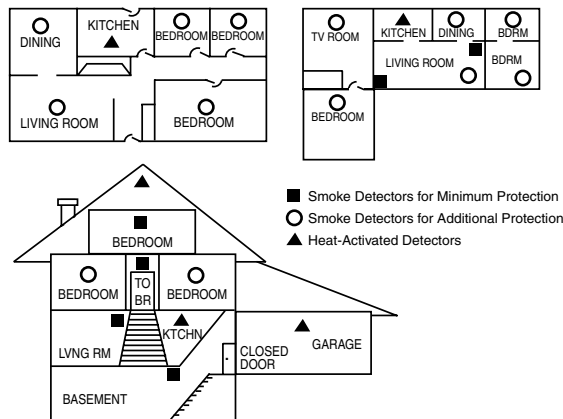 DINING
KITCHEN
BEDROOM
BEDROOM
LIVING ROOM
BEDROOM
TV ROOM
KITCHEN
DINING
BDRM
LIVING ROOM
BDRM
BEDROOM
Smoke Detectors for Minimum Protection
Smoke Detectors for Additional Protection
Heat-Activated Detectors
BEDROOM
BEDROOM
TO
BR
BEDROOM
LVNG RM
KTCHN
CLOSED
DOOR
GARAGE
BASEMENT